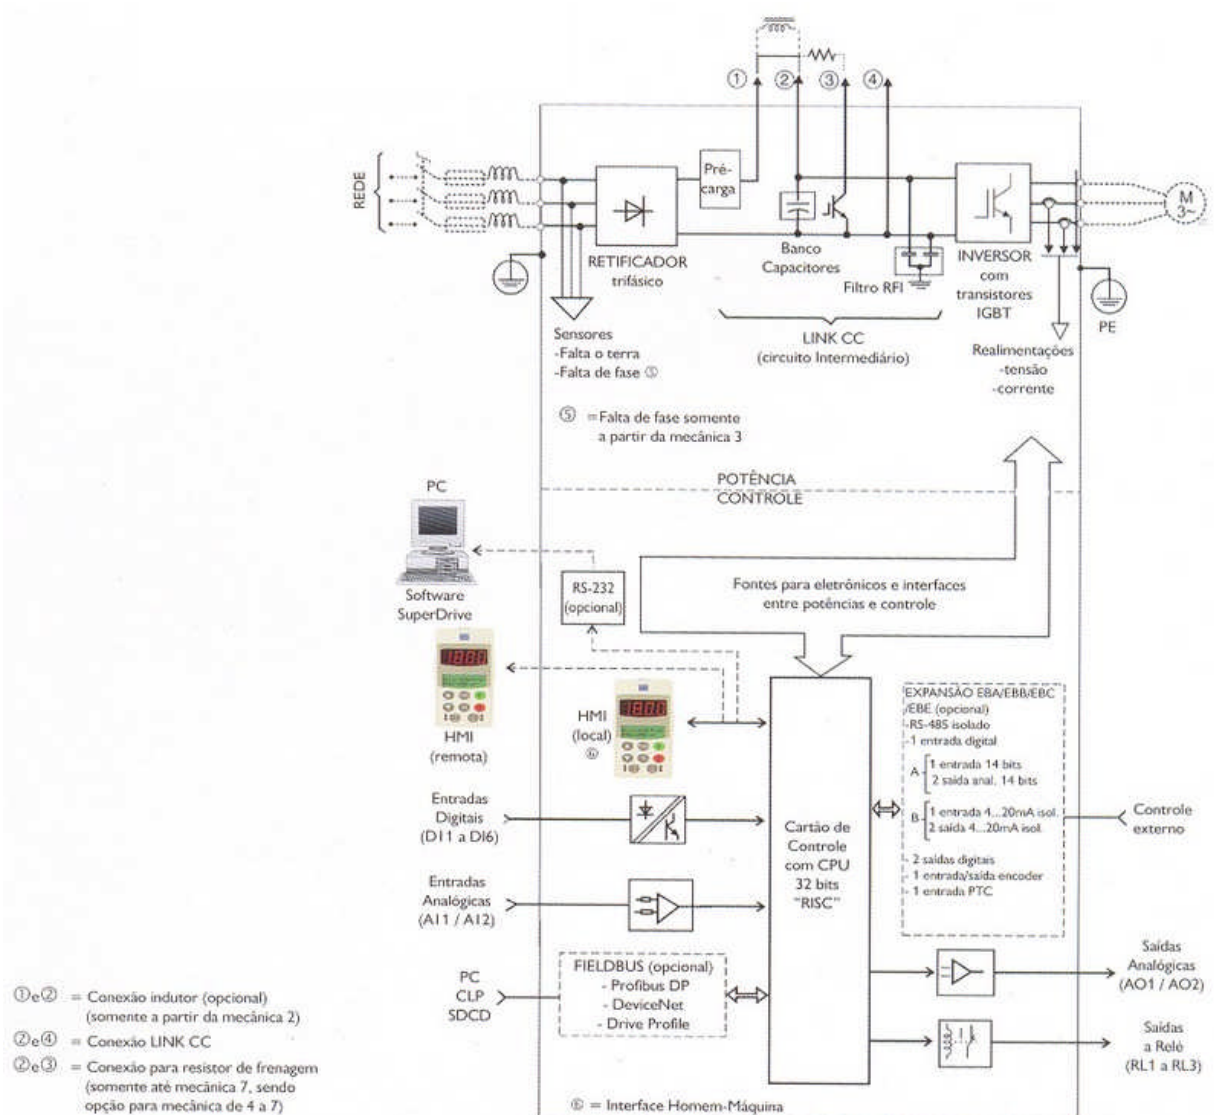 ① ② ③ ④
REDE
Pré-
carga
M
3~
RETIFICADOR
trifásico
Banco
Capacitores
Filtro RFI
INVERSOR
com
transistores
IGBT
PE
LINK CC
(circuito Intermediário)
Sensores
-Falta o terra
-Falta de fase ⑤
Realimentações
-tensão
-corrente
⑤ =Falta de fase somente
a partir da mecânica 3
POTÊNCIA
CONTROLE
PC
Software
SuperDrive
RS-232
(opcional)
Fontes para eletrônicos e interfaces
entre potências e controle
1800
HMI
(remota)
1800
HMI
(local)
⑥
EXPANSÃO EBA/EBB/EBC
/EBE (opcional)
-RS-485 isolado
-1 entrada digital
A 1 entrada 14 bits
2 saída anal. 14 bits
B 1 entrada 4...20mA isol.
2 saída 4...20mA isol.
- 2 saídas digitais
- 1 entrada/saída encoder
- 1 entrada PTC
Controle
externo
Entradas
Digitais
(DI1 a DI6)
Cartão de
Controle
com CPU
32 bits
"RISC"
Entradas
Analógicas
(AI1 / AI2)
PC
CLP
SDCD
FIELDBUS (opcional)
- Profibus DP
- DeviceNet
- Drive Profile
Saídas
Analógicas
(AO1 / AO2)
Saídas
a Relé
(RL1 a RL3)
①e② = Conexão indutor (opcional)
(somente a partir da mecânica 2)
②e④ = Conexão LINK CC
②e③ = Conexão para resistor de frenagem
(somente até mecânica 7, sendo
opção para mecânica de 4 a 7)
⑥ = Interface Homem-Máquina